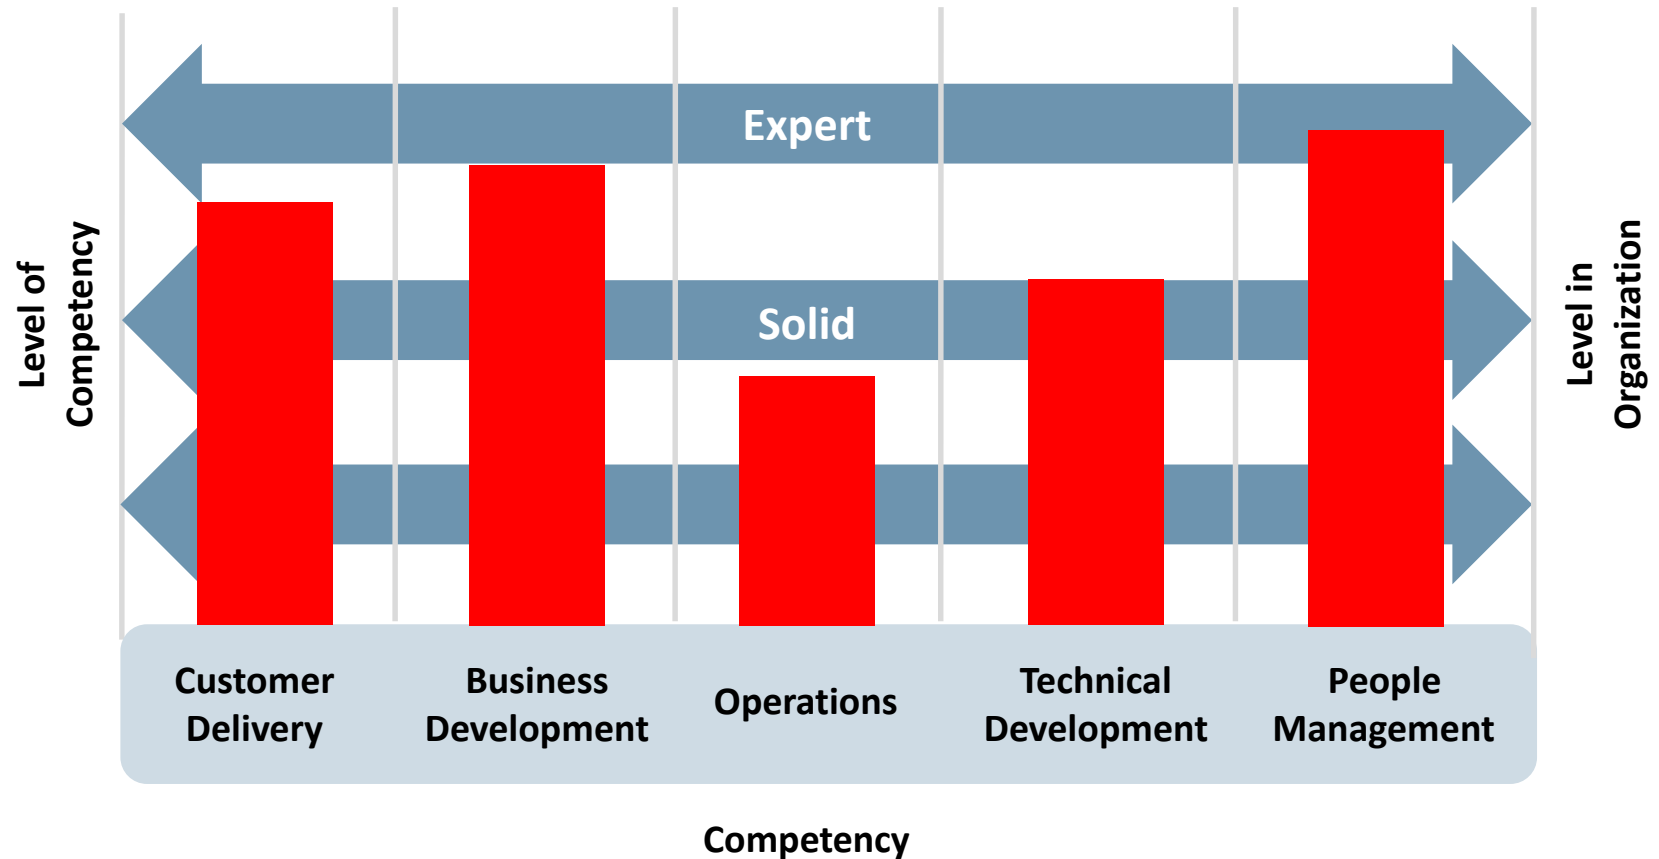 Expert
Solid
Level of
Competency
Level in
Organization
Customer
Delivery
Business
Development
Operations
Technical
Development
People
Management
Competency